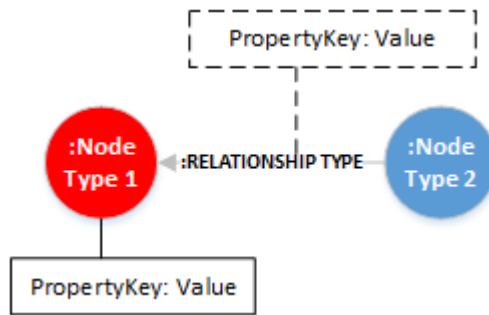 PropertyKey: Value
:Node
Type 1
:RELATIONSHIP TYPE
:Node
Type 2
PropertyKey: Value